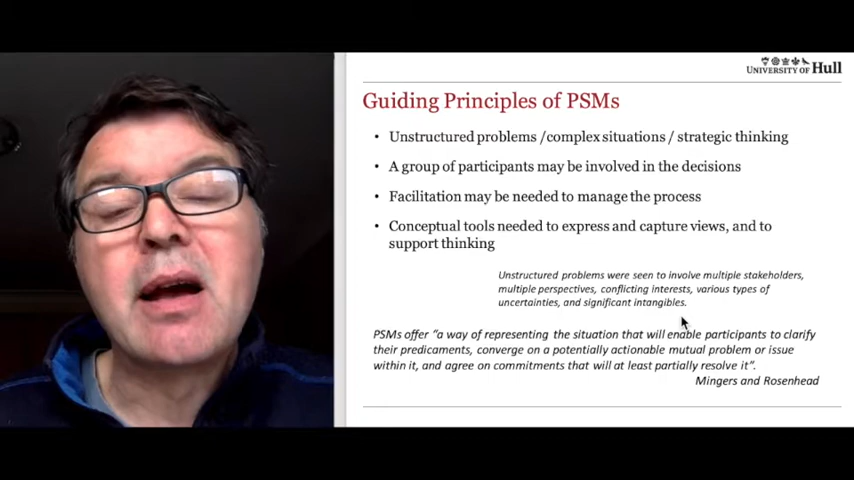 UNIVERSITY OF Hull
Guiding Principles of PSMs
• Unstructured problems /complex situations / strategic thinking
• A group of participants may be involved in the decisions
• Facilitation may be needed to manage the process
• Conceptual tools needed to express and capture views, and to
support thinking
Unstructured problems were seen to involve multiple stakeholders,
multiple perspectives, conflicting interests, various types of
uncertainties, and significant intangibles.
PSMs offer “a way of representing the situation that will enable participants to clarify
their predicaments, converge on a potentially actionable mutual problem or issue
within it, and agree on commitments that will at least partially resolve it”.
Mingers and Rosenhead